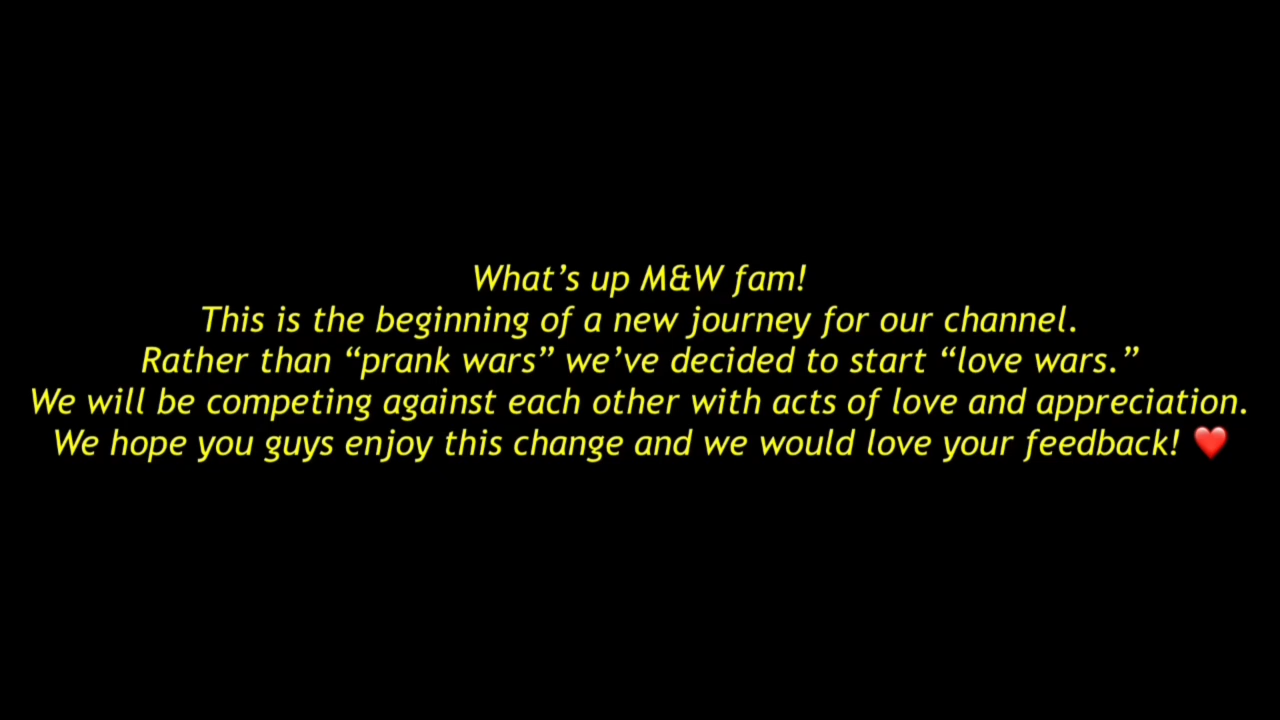 What’s up M&W fam!
This is the beginning of a new journey for our channel.
Rather than “prank wars” we’ve decided to start “love wars.”
We will be competing against each other with acts of love and appreciation.
We hope you guys enjoy this change and we would love your feedback! ❤️